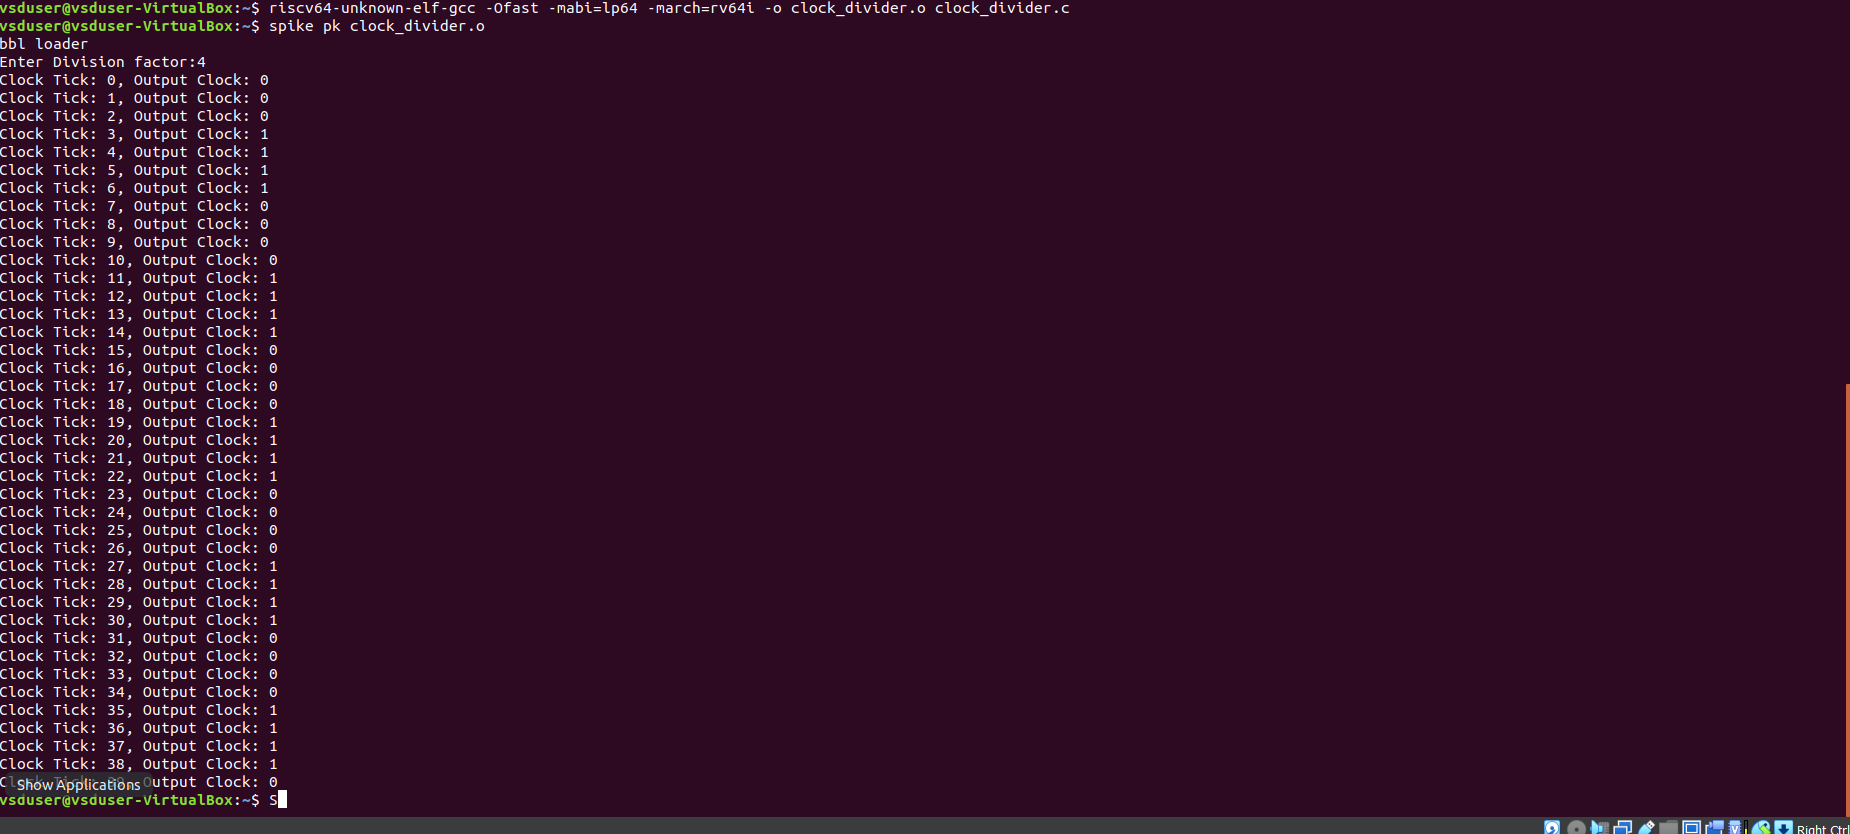 vsduser@vsduser-VirtualBox:~$ riscv64-unknown-elf-gcc -Ofast -mabi=lp64 -march=rv64i -o clock_divider.o clock_divider.c
vsduser@vsduser-VirtualBox:~$ spike pk clock_divider.o
bbl loader
Enter Division factor:4
Clock Tick: 0, Output Clock: 0
Clock Tick: 1, Output Clock: 0
Clock Tick: 2, Output Clock: 0
Clock Tick: 3, Output Clock: 1
Clock Tick: 4, Output Clock: 1
Clock Tick: 5, Output Clock: 1
Clock Tick: 6, Output Clock: 1
Clock Tick: 7, Output Clock: 0
Clock Tick: 8, Output Clock: 0
Clock Tick: 9, Output Clock: 0
Clock Tick: 10, Output Clock: 0
Clock Tick: 11, Output Clock: 1
Clock Tick: 12, Output Clock: 1
Clock Tick: 13, Output Clock: 1
Clock Tick: 14, Output Clock: 1
Clock Tick: 15, Output Clock: 0
Clock Tick: 16, Output Clock: 0
Clock Tick: 17, Output Clock: 0
Clock Tick: 18, Output Clock: 0
Clock Tick: 19, Output Clock: 1
Clock Tick: 20, Output Clock: 1
Clock Tick: 21, Output Clock: 1
Clock Tick: 22, Output Clock: 1
Clock Tick: 23, Output Clock: 0
Clock Tick: 24, Output Clock: 0
Clock Tick: 25, Output Clock: 0
Clock Tick: 26, Output Clock: 0
Clock Tick: 27, Output Clock: 1
Clock Tick: 28, Output Clock: 1
Clock Tick: 29, Output Clock: 1
Clock Tick: 30, Output Clock: 1
Clock Tick: 31, Output Clock: 0
Clock Tick: 32, Output Clock: 0
Clock Tick: 33, Output Clock: 0
Clock Tick: 34, Output Clock: 0
Clock Tick: 35, Output Clock: 1
Clock Tick: 36, Output Clock: 1
Clock Tick: 37, Output Clock: 1
Clock Tick: 38, Output Clock: 1
Clock Tick: 39, Output Clock: 0
Show Applications
vsduser@vsduser-VirtualBox:~$ S
Right Ctrl